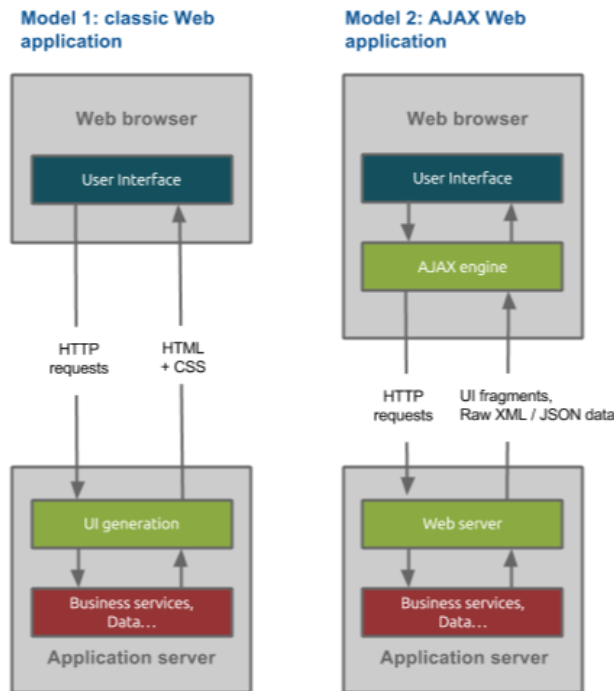 Model 1: classic Web
application
Web browser
User Interface
HTTP
requests
HTML
+ CSS
UI generation
Business services,
Data...
Application server
Model 2: AJAX Web
application
Web browser
User Interface
AJAX engine
HTTP
requests
UI fragments,
Raw XML / JSON data
Web server
Business services,
Data...
Application server